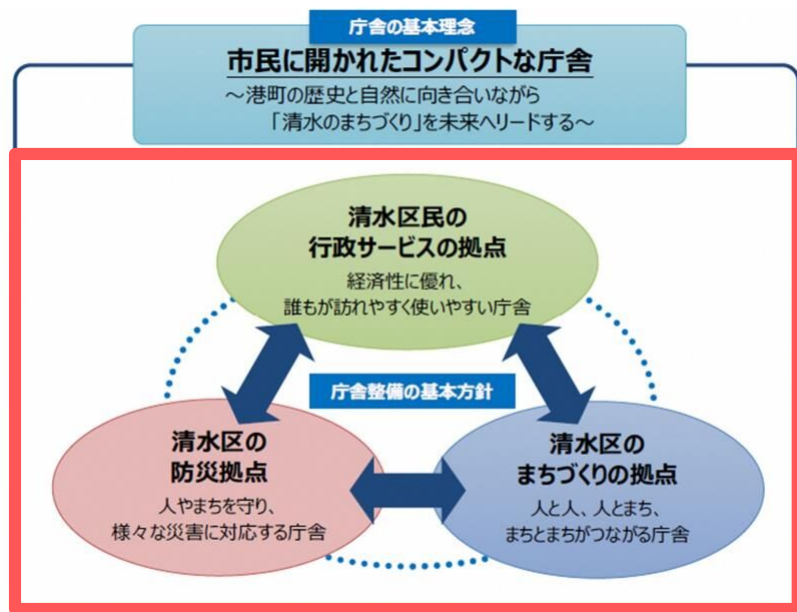 庁舎の基本理念
市民に開かれたコンパクトな庁舎
～港町の歴史と自然に向き合いながら
「清水のまちづくり」を未来へリードする～
清水区民の
行政サービスの拠点
経済性に優れ、
誰もが訪れやすく使いやすい庁舎
庁舎整備の基本方針
清水区の
防災拠点
人やまちを守り、
様々な災害に対応する庁舎
清水区の
まちづくりの拠点
人と人、人とまち、
まちとまちがつながる庁舎